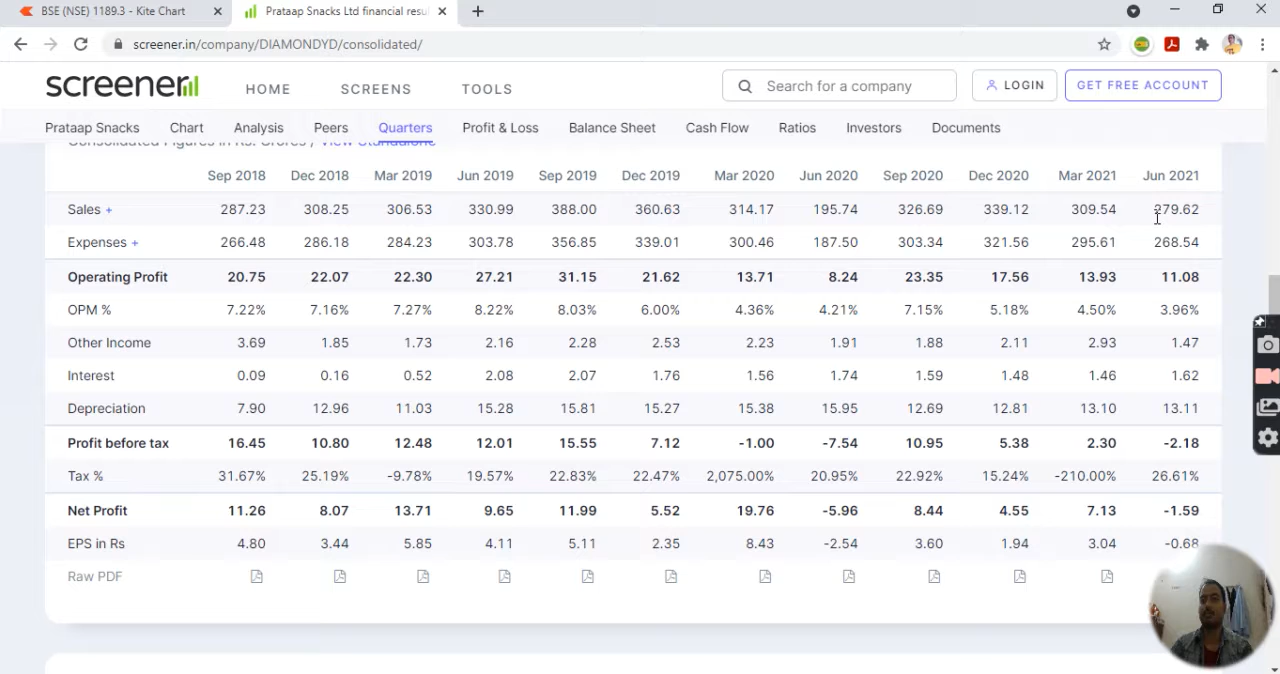 BSE (NSE) 1189.3 - Kite Chart
Prataap Snacks Ltd financial resu
screener.in/company/DIAMONDYD/consolidated/
screener HOME SCREENS TOOLS Search for a company LOGIN GET FREE ACCOUNT
Prataap Snacks Chart Analysis Peers Quarters Profit & Loss Balance Sheet Cash Flow Ratios Investors Documents
Consolidated Figures in Rs. Crores / View Standalone
Sep 2018 Dec 2018 Mar 2019 Jun 2019 Sep 2019 Dec 2019 Mar 2020 Jun 2020 Sep 2020 Dec 2020 Mar 2021 Jun 2021
Sales + 287.23 308.25 306.53 330.99 388.00 360.63 314.17 195.74 326.69 339.12 309.54 279.62
Expenses + 266.48 286.18 284.23 303.78 356.85 339.01 300.46 187.50 303.34 321.56 295.61 268.54
Operating Profit 20.75 22.07 22.30 27.21 31.15 21.62 13.71 8.24 23.35 17.56 13.93 11.08
OPM % 7.22% 7.16% 7.27% 8.22% 8.03% 6.00% 4.36% 4.21% 7.15% 5.18% 4.50% 3.96%
Other Income 3.69 1.85 1.73 2.16 2.28 2.53 2.23 1.91 1.88 2.11 2.93 1.47
Interest 0.09 0.16 0.52 2.08 2.07 1.76 1.56 1.74 1.59 1.48 1.46 1.62
Depreciation 7.90 12.96 11.03 15.28 15.81 15.27 15.38 15.95 12.69 12.81 13.10 13.11
Profit before tax 16.45 10.80 12.48 12.01 15.55 7.12 -1.00 -7.54 10.95 5.38 2.30 -2.18
Tax % 31.67% 25.19% -9.78% 19.57% 22.83% 22.47% 2,075.00% 20.95% 22.92% 15.24% -210.00% 26.61%
Net Profit 11.26 8.07 13.71 9.65 11.99 5.52 19.76 -5.96 8.44 4.55 7.13 -1.59
EPS in Rs 4.80 3.44 5.85 4.11 5.11 2.35 8.43 -2.54 3.60 1.94 3.04 -0.68
Raw PDF